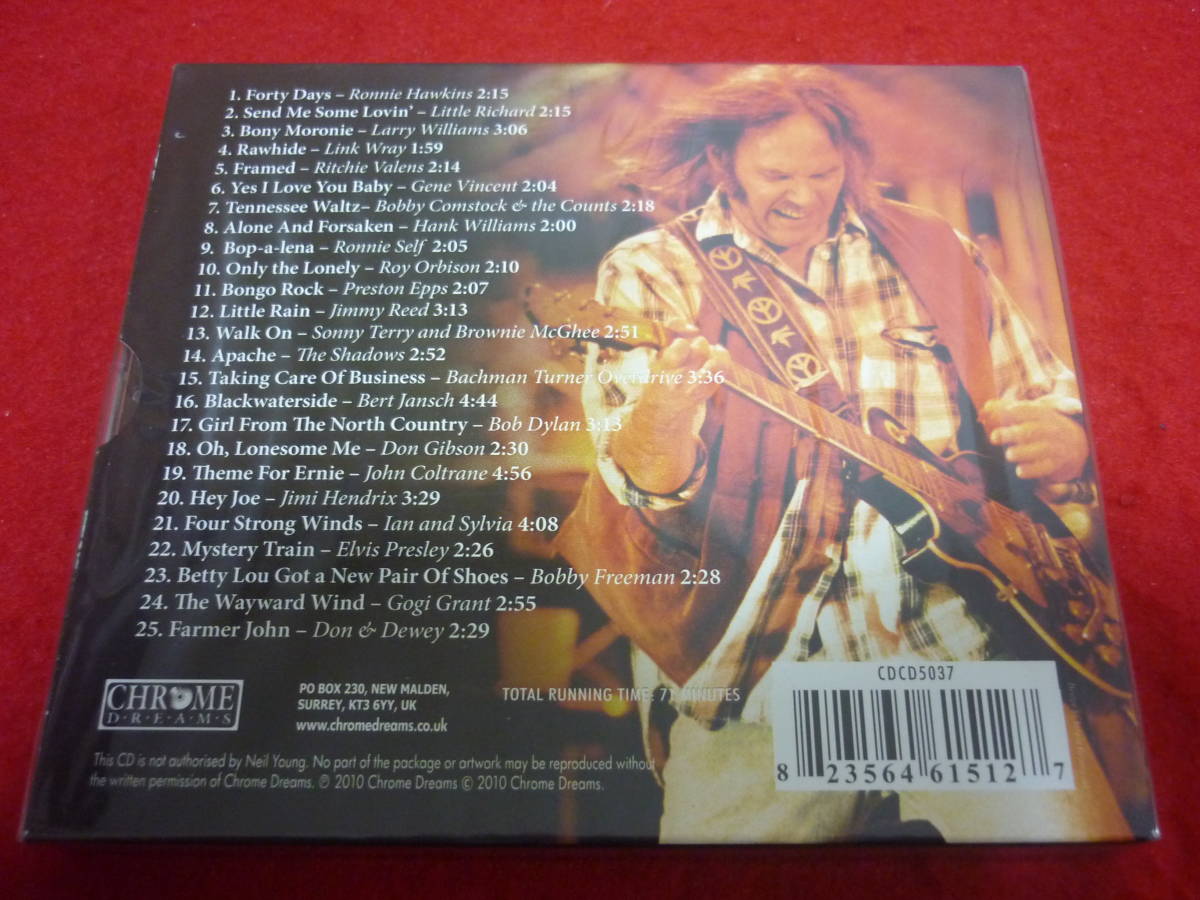 1. Forty Days – Ronnie Hawkins 2:15
2. Send Me Some Lovin' – Little Richard 2:15
3. Bony Moronie – Larry Williams 3:06
4. Rawhide – Link Wray 1:59
5. Framed – Ritchie Valens 2:14
6. Yes I Love You Baby – Gene Vincent 2:04
7. Tennessee Waltz– Bobby Comstock & the Counts 2:18
8. Alone And Forsaken – Hank Williams 2:00
9. Bop-a-lena – Ronnie Self 2:05
10. Only the Lonely – Roy Orbison 2:10
11. Bongo Rock – Preston Epps 2:07
12. Little Rain – Jimmy Reed 3:13
13. Walk On – Sonny Terry and Brownie McGhee 2:51
14. Apache – The Shadows 2:52
15. Taking Care Of Business – Bachman Turner Overdrive 3:36
16. Blackwaterside – Bert Jansch 4:44
17. Girl From The North Country – Bob Dylan 3:13
18. Oh, Lonesome Me – Don Gibson 2:30
19. Theme For Ernie – John Coltrane 4:56
20. Hey Joe – Jimi Hendrix 3:29
21. Four Strong Winds – Ian and Sylvia 4:08
22. Mystery Train – Elvis Presley 2:26
23. Betty Lou Got a New Pair Of Shoes – Bobby Freeman 2:28
24. The Wayward Wind – Gogi Grant 2:55
25. Farmer John – Don & Dewey 2:29
CHROME
D·R·E·A·M·S
PO BOX 230, NEW MALDEN,
SURREY, KT3 6YY, UK
www.chromedreams.co.uk
TOTAL RUNNING TIME: 71 MINUTES
CDCD5037
8 23564 61512 7
This CD is not authorised by Neil Young. No part of the package or artwork may be reproduced without
the written permission of Chrome Dreams. ℗ 2010 Chrome Dreams © 2010 Chrome Dreams.